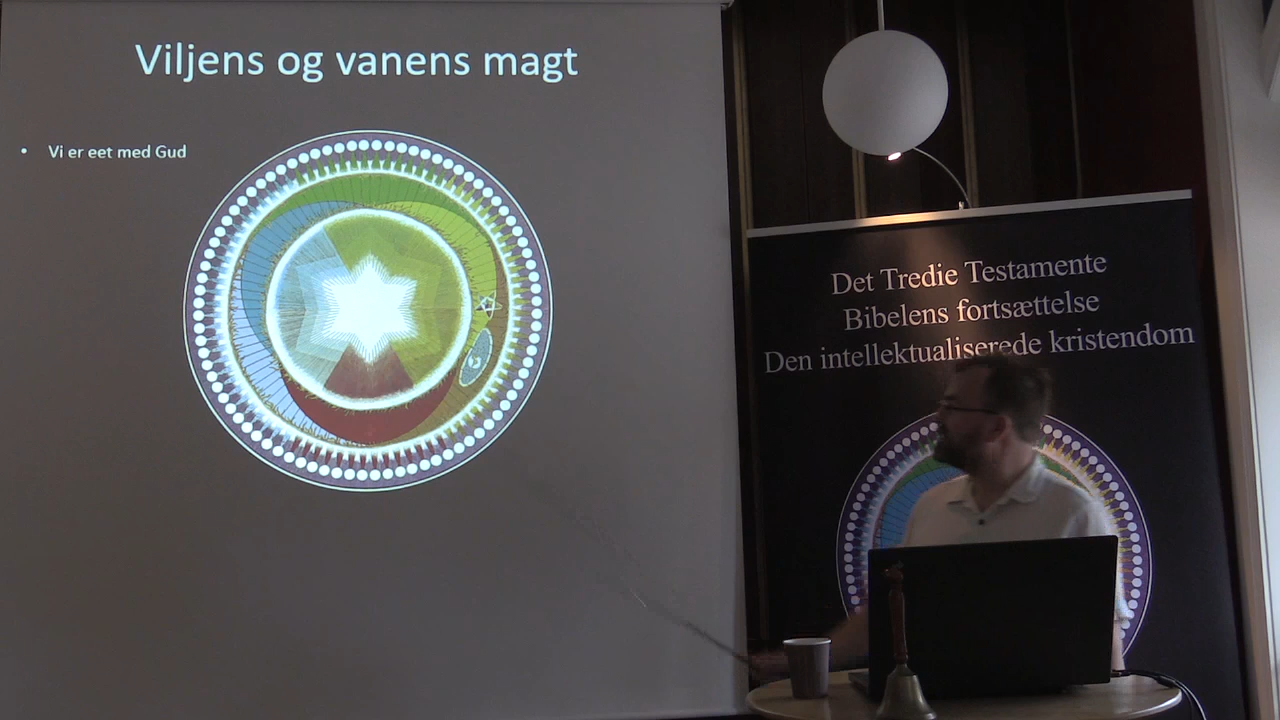 Viljens og vanens magt
• Vi er eet med Gud
Det Tredie Testamente
Bibelens fortsættelse
Den intellektualiserede kristendom